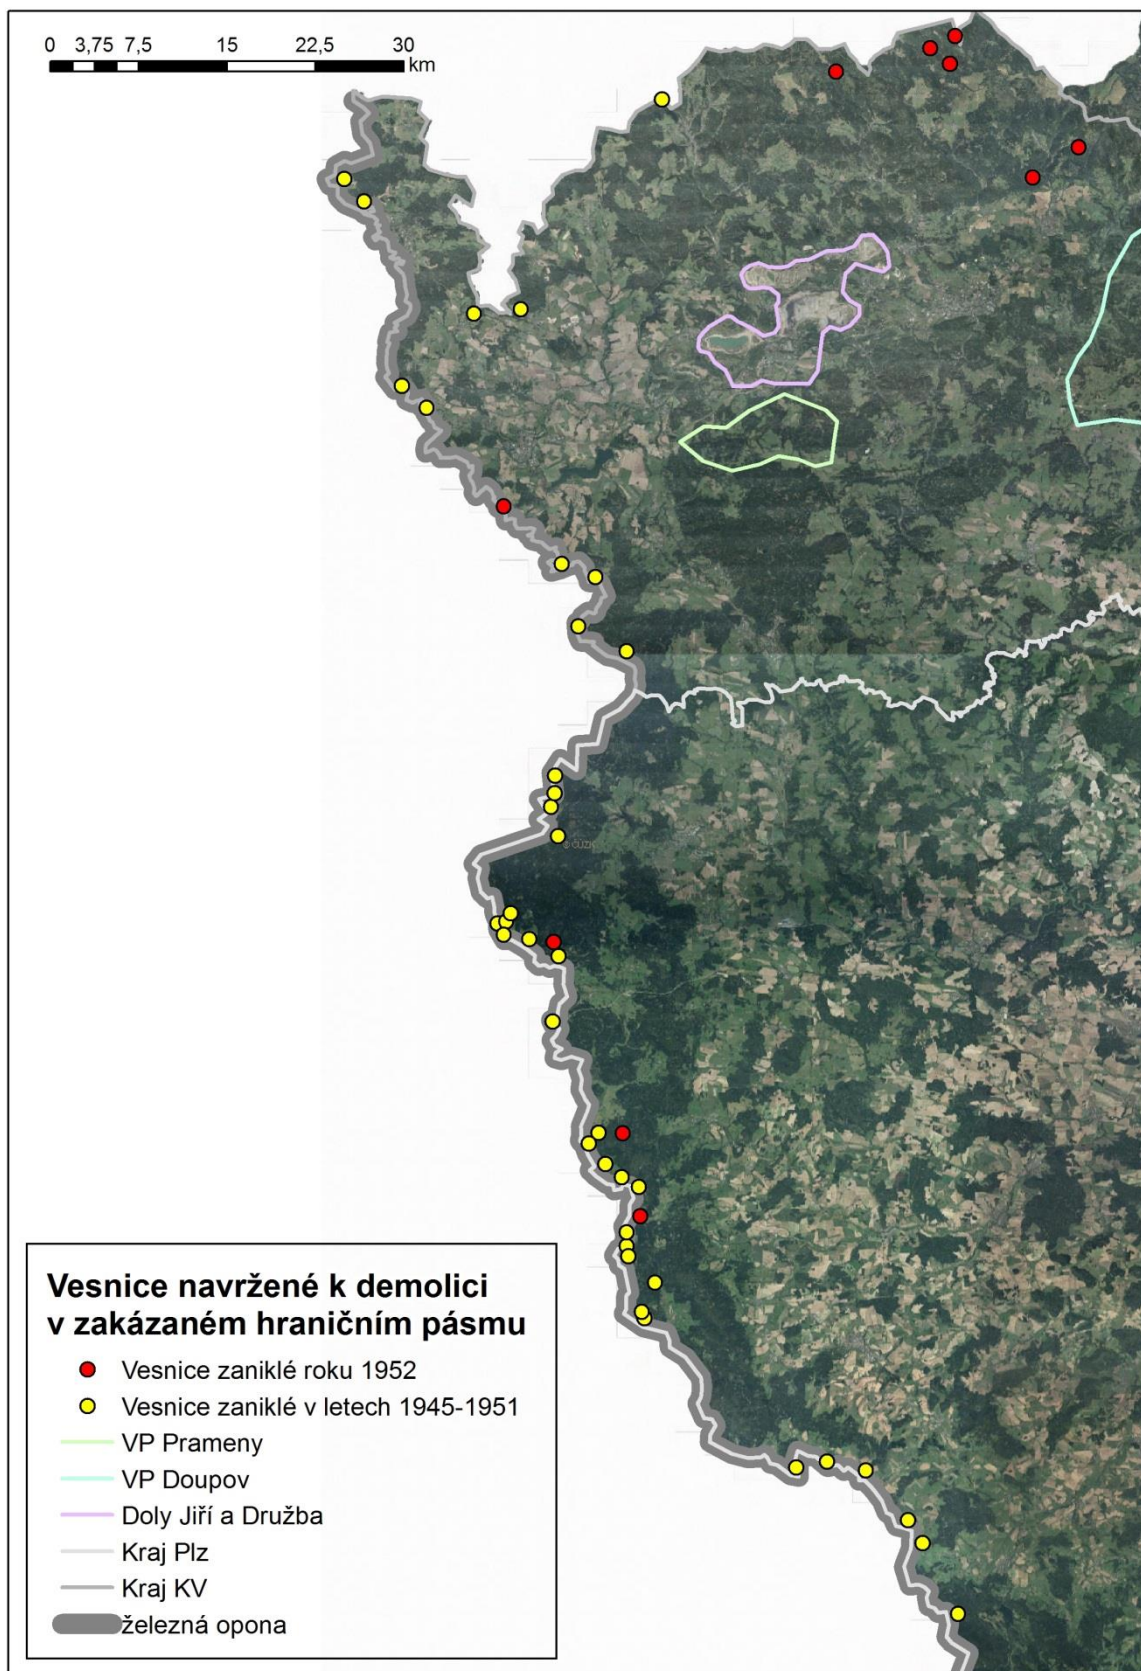 0 3,75 7,5 15 22,5 30
km
© ČÚZK
Vesnice navržené k demolici
v zakázaném hraničním pásmu
Vesnice zaniklé roku 1952
Vesnice zaniklé v letech 1945-1951
VP Prameny
VP Doupov
Doly Jiří a Družba
Kraj Plz
Kraj KV
železná opona